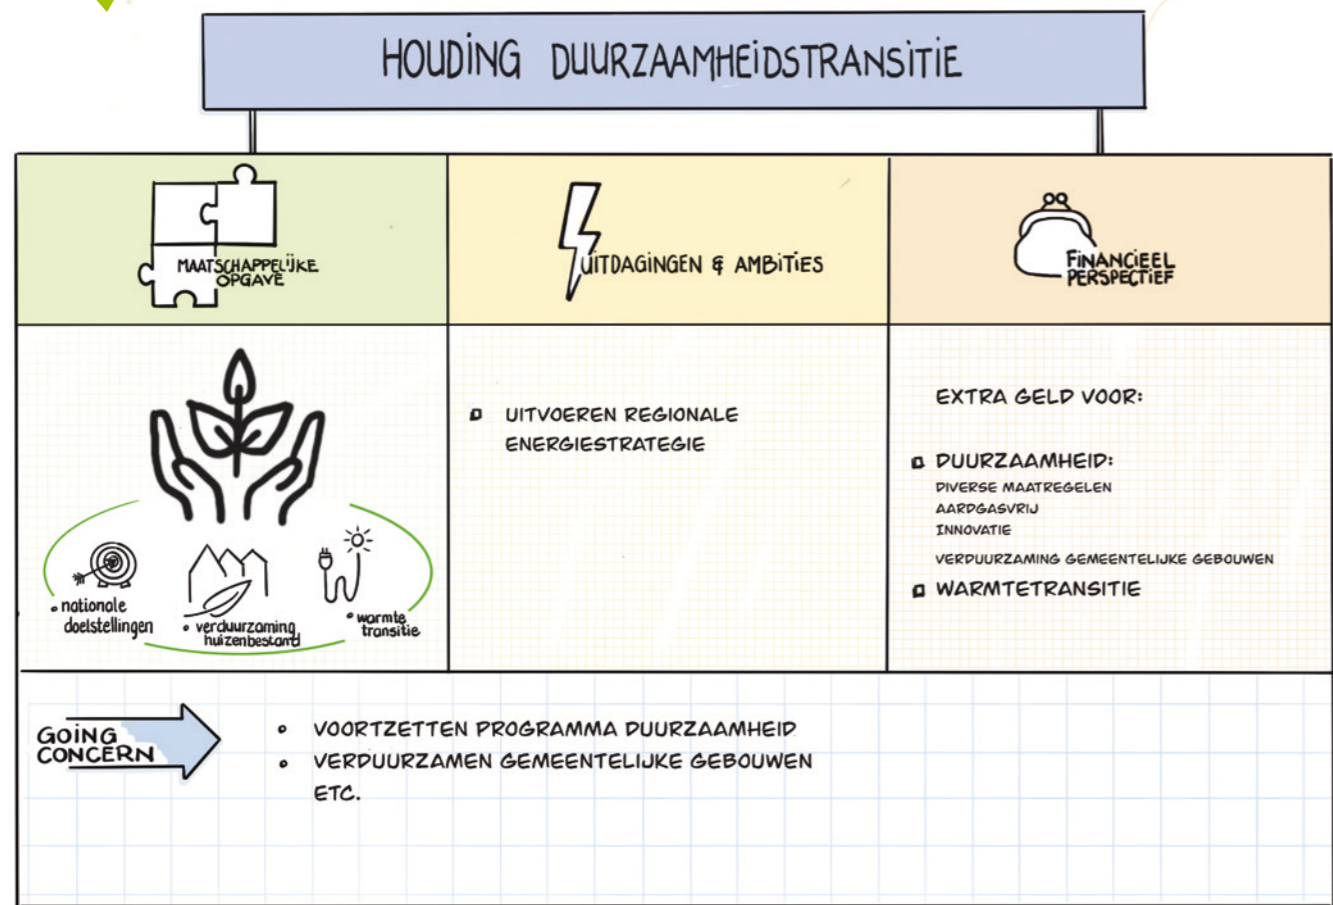 HOUDING DUURZAAMHEIDSTRANSITIE
MAATSCHAPPELIJKE
OPGAVE
UITDAGINGEN & AMBITIES
FINANCIEEL
PERSPECTIEF
• nationale
doelstellingen
• verduurzaming
huizenbestand
• warmte
transitie
UITVOEREN REGIONALE
ENERGIESTRATEGIE
EXTRA GELD VOOR:
DUURZAAMHEID:
DIVERSE MAATREGELEN
AARDGASVRIJ
INNOVATIE
VERDUURZAMING GEMEENTELIJKE GEBOUWEN
WARMTETRANSITIE
GOING
CONCERN
• VOORTZETTEN PROGRAMMA DUURZAAMHEID
• VERDUURZAMEN GEMEENTELIJKE GEBOUWEN
ETC.